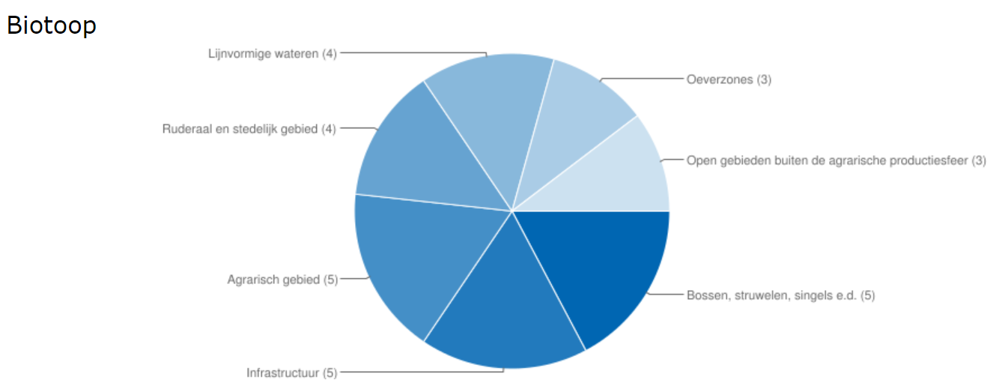 Biotoop
Lijnvormige wateren (4)
Oeverzones (3)
Ruderaal en stedelijk gebied (4)
Open gebieden buiten de agrarische productiesfeer (3)
Agrarisch gebied (5)
Bossen, struwelen, singels e.d. (5)
Infrastructuur (5)